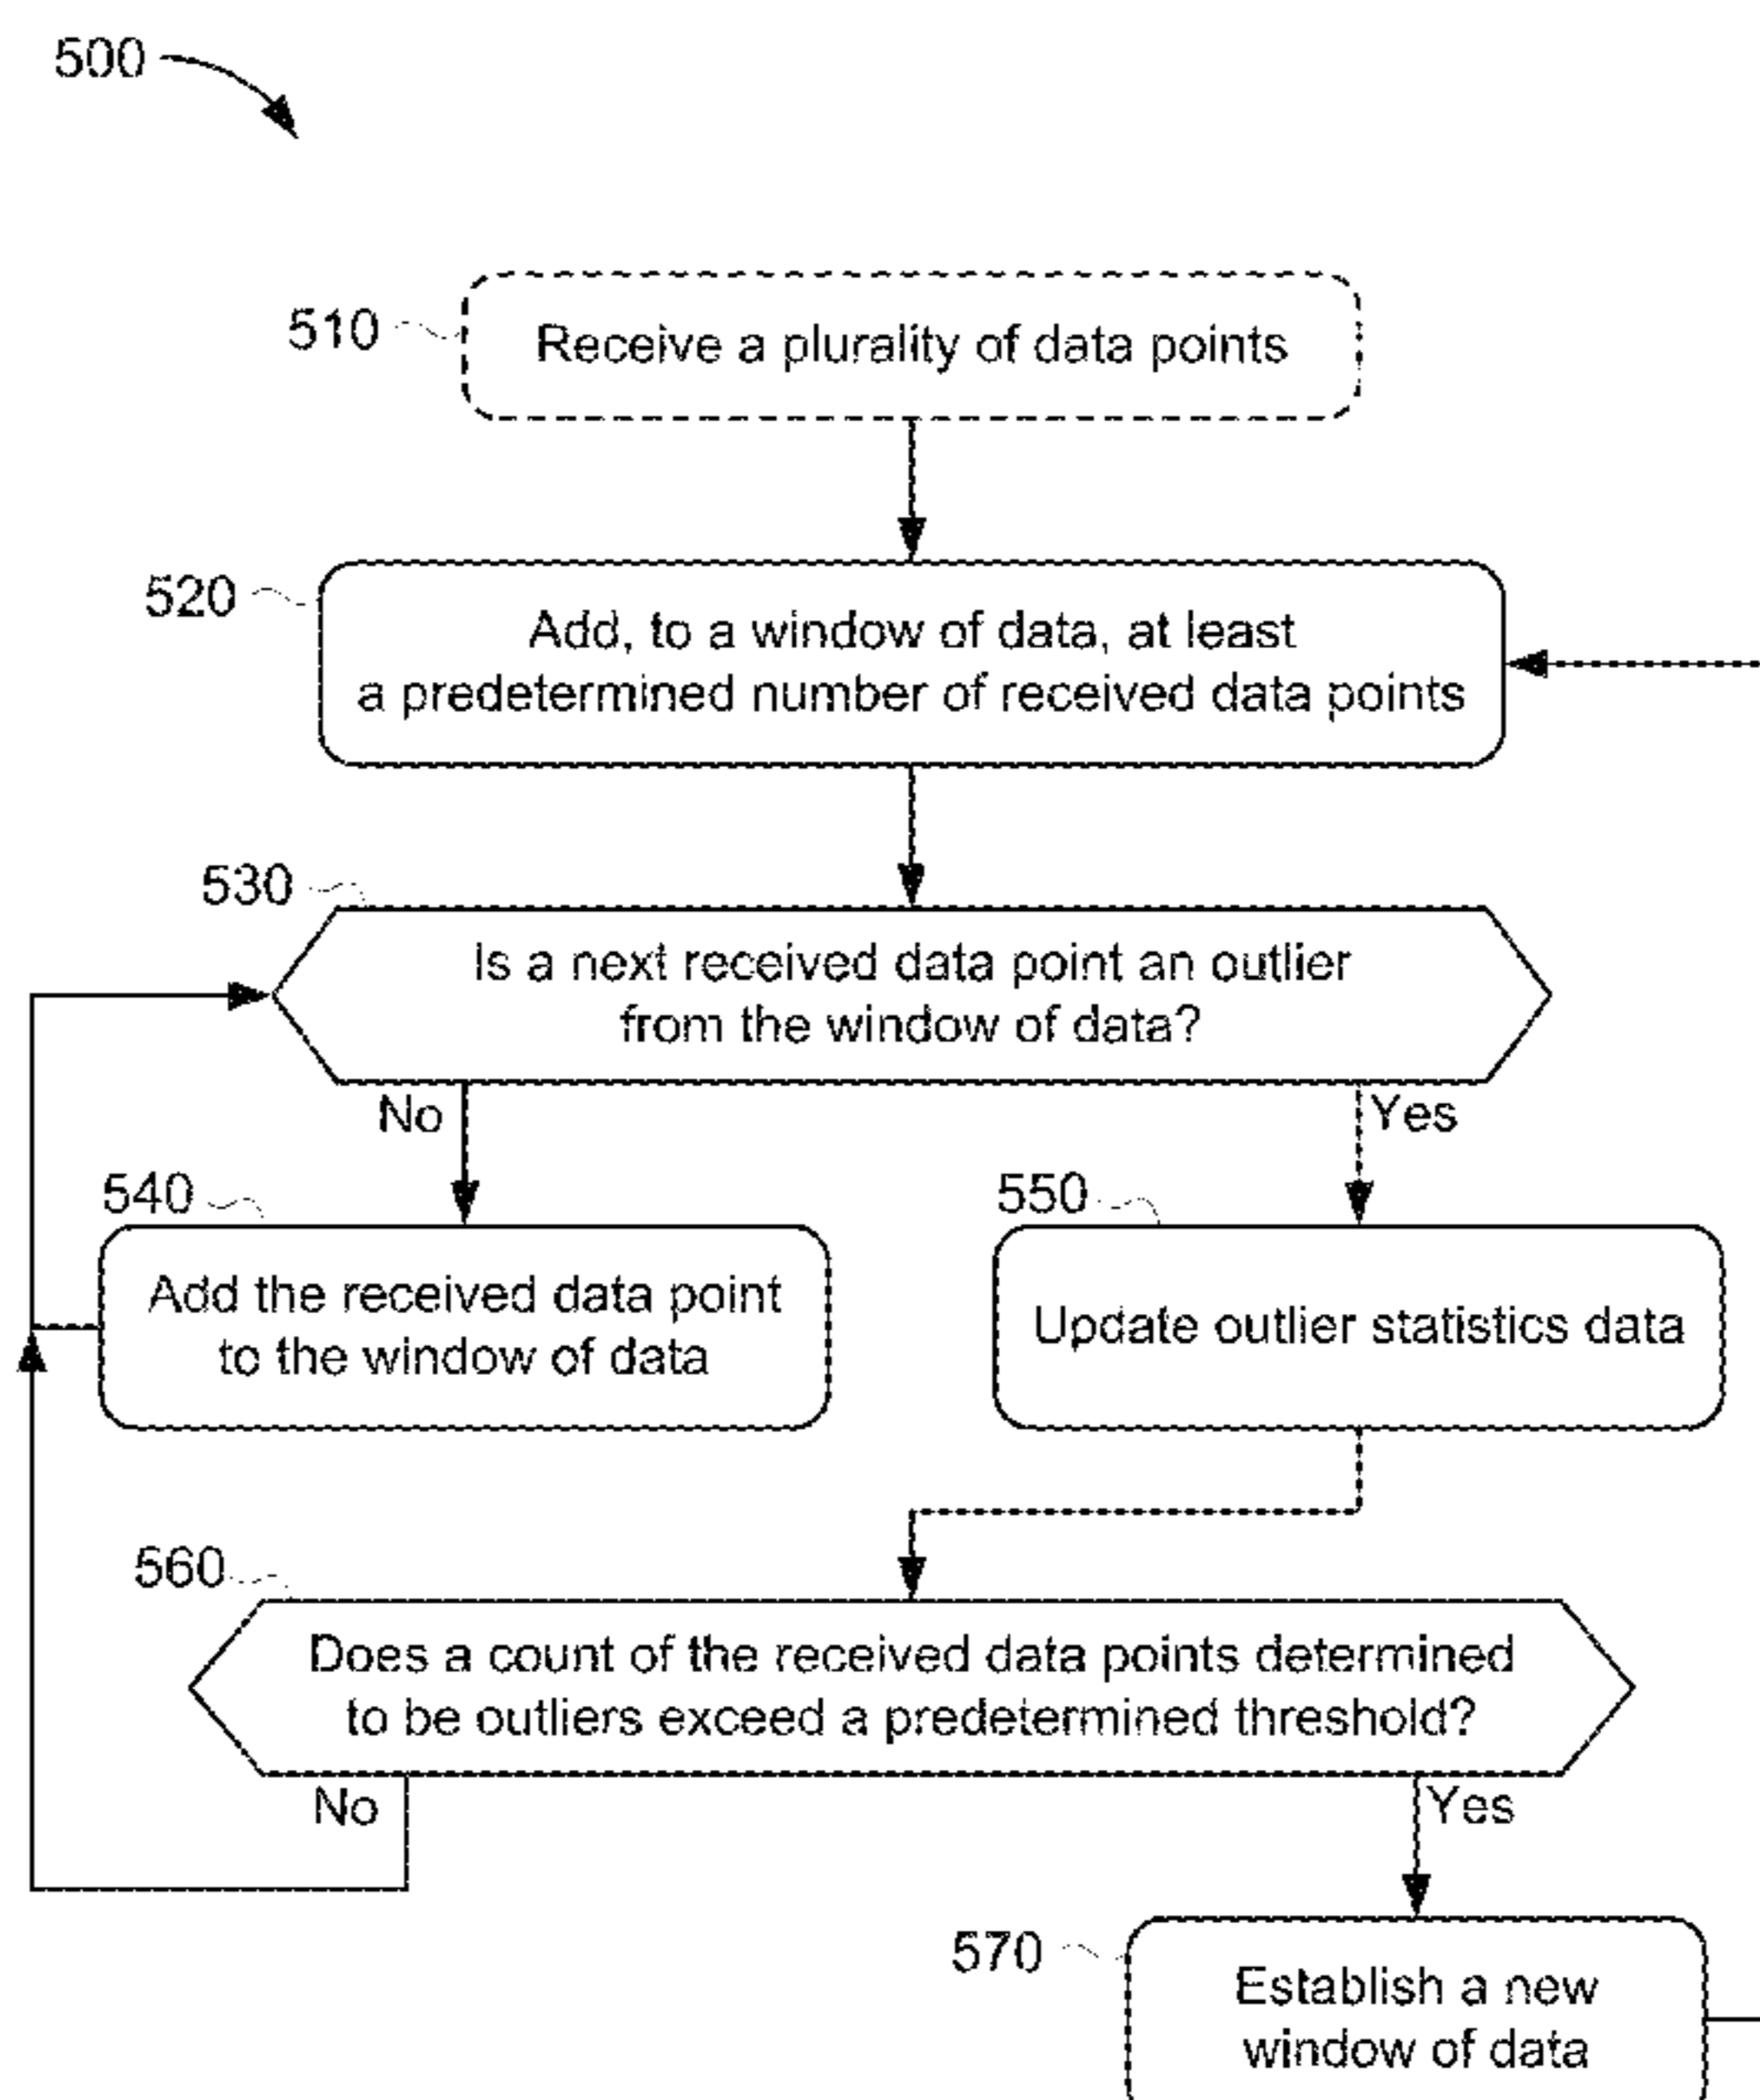 500
510
Receive a plurality of data points
520
Add, to a window of data, at least
a predetermined number of received data points
530
Is a next received data point an outlier
from the window of data?
No
Yes
540
550
Add the received data point
to the window of data
Update outlier statistics data
560
Does a count of the received data points determined
to be outliers exceed a predetermined threshold?
No
Yes
570
Establish a new
window of data